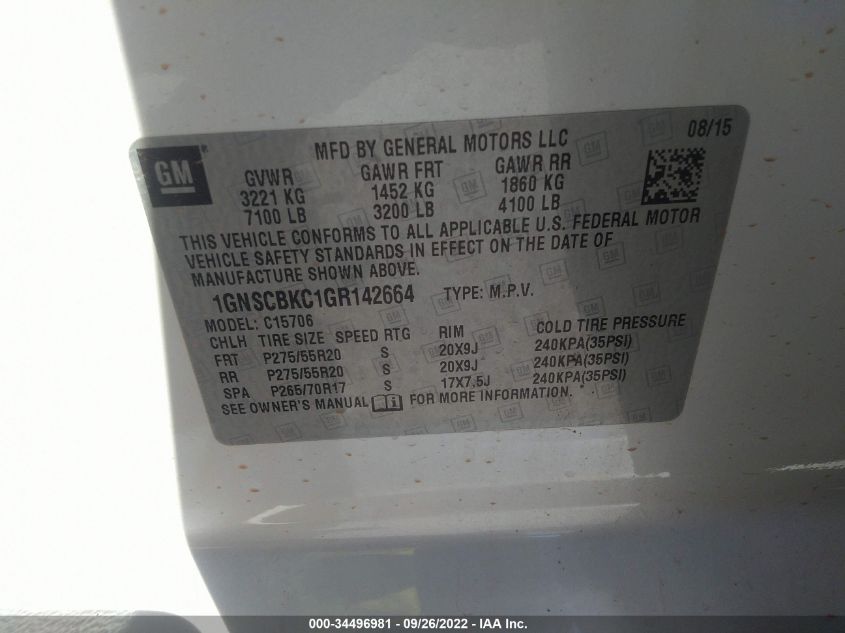 GM
MFD BY GENERAL MOTORS LLC 08/15
GVWR GAWR FRT GAWR RR
3221 KG 1452 KG 1860 KG
7100 LB 3200 LB 4100 LB
THIS VEHICLE CONFORMS TO ALL APPLICABLE U.S. FEDERAL MOTOR
VEHICLE SAFETY STANDARDS IN EFFECT ON THE DATE OF
MANUFACTURE SHOWN ABOVE.
1GNSCBKC1GR142664 TYPE: M.P.V.
MODEL: C15706
CHLH TIRE SIZE SPEED RTG RIM COLD TIRE PRESSURE
FRT P275/55R20 S 20X9J 240KPA(35PSI)
RR P275/55R20 S 20X9J 240KPA(35PSI)
SPA P265/70R17 S 17X7.5J 240KPA(35PSI)
SEE OWNER'S MANUAL i FOR MORE INFORMATION.
000-34496981 - 09/26/2022 - IAA Inc.